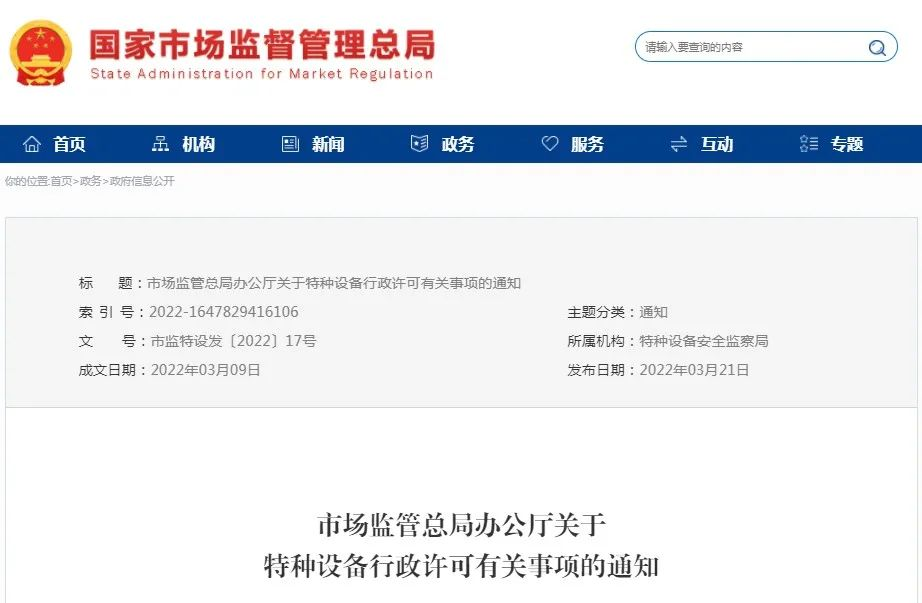 国家市场监督管理总局
State Administration for Market Regulation
请输入要查询的内容
首页 机构 新闻 政务 服务 互动 专题
你的位置:首页>政务>政府信息公开
标 题：市场监管总局办公厅关于特种设备行政许可有关事项的通知
索 引 号：2022-1647829416106 主题分类：通知
文 号：市监特设发〔2022〕17号 所属机构：特种设备安全监察局
成文日期：2022年03月09日 发布日期：2022年03月21日
市场监管总局办公厅关于
特种设备行政许可有关事项的通知